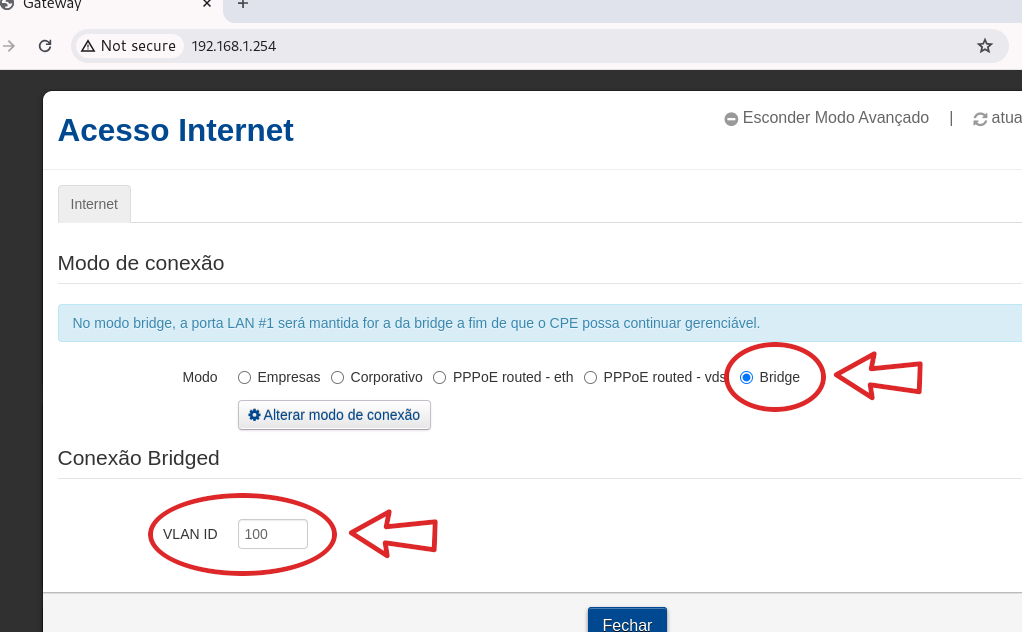 Gateway × +
Not secure 192.168.1.254
Acesso Internet
Esconder Modo Avançado | atua
Internet
Modo de conexão
No modo bridge, a porta LAN #1 será mantida for a da bridge a fim de que o CPE possa continuar gerenciável.
Modo Empresas Corporativo PPPoE routed - eth PPPoE routed - vds Bridge
Alterar modo de conexão
Conexão Bridged
VLAN ID 100
Fechar